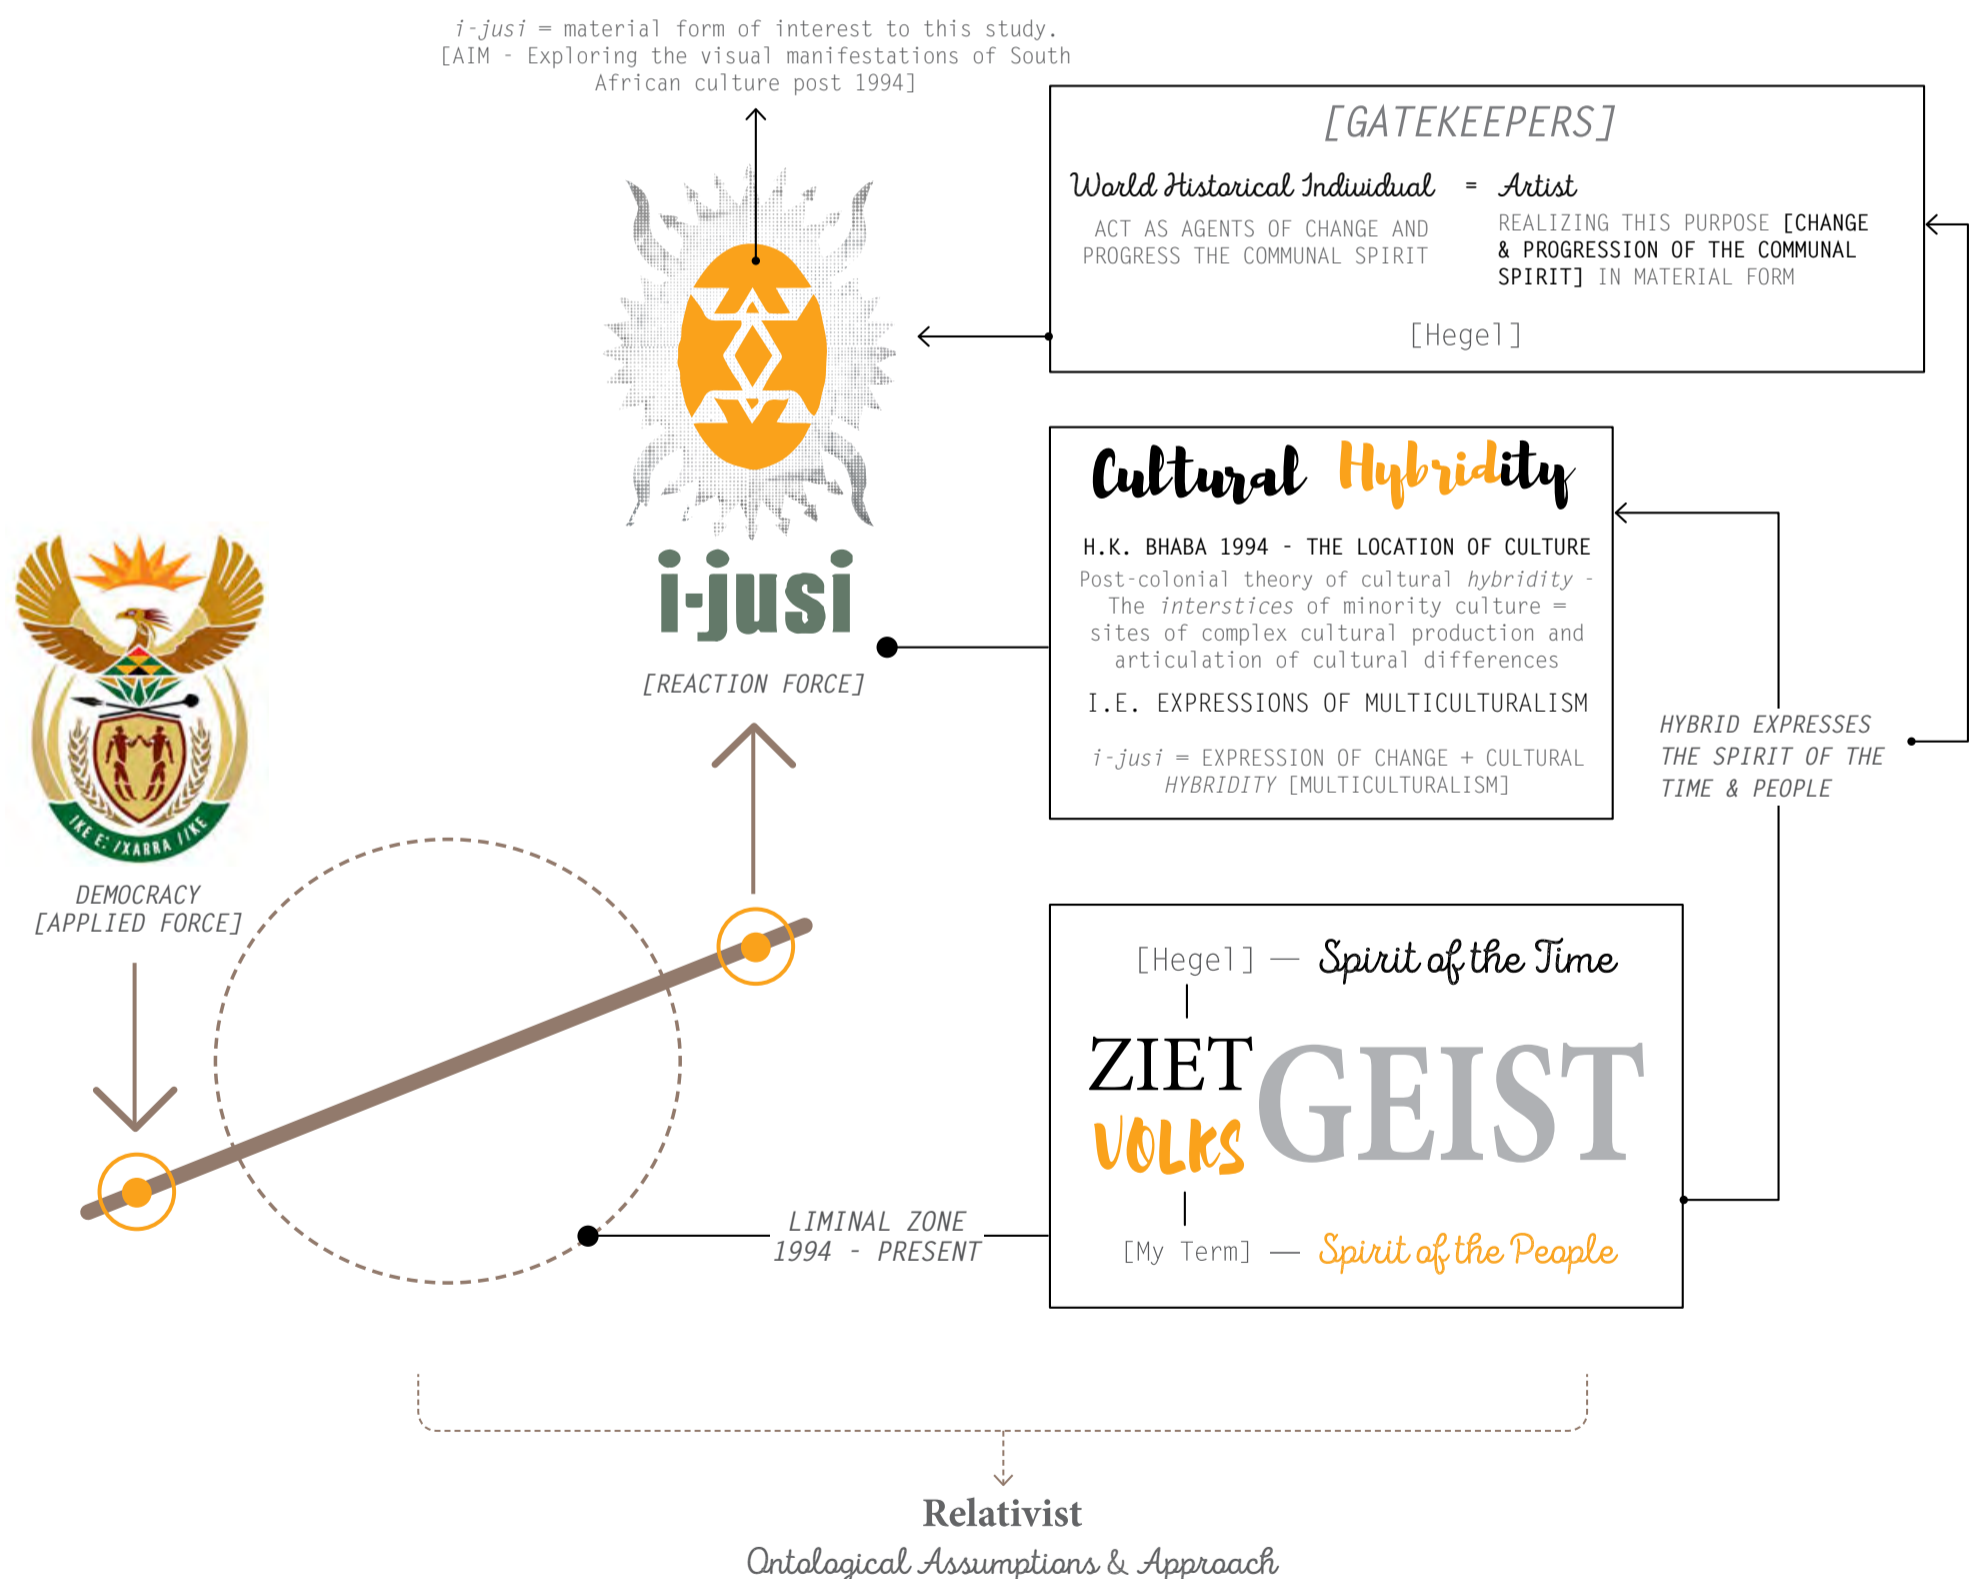 i-jusi = material form of interest to this study.
[AIM - Exploring the visual manifestations of South
African culture post 1994]
[GATEKEEPERS]
World Historical Individual = Artist
ACT AS AGENTS OF CHANGE AND
PROGRESS THE COMMUNAL SPIRIT
REALIZING THIS PURPOSE [CHANGE
& PROGRESSION OF THE COMMUNAL
SPIRIT] IN MATERIAL FORM
[Hegel]
i-jusi
[REACTION FORCE]
Cultural Hybridity
H.K. BHABA 1994 - THE LOCATION OF CULTURE
Post-colonial theory of cultural hybridity -
The interstices of minority culture =
sites of complex cultural production and
articulation of cultural differences
I.E. EXPRESSIONS OF MULTICULTURALISM
i-jusi = EXPRESSION OF CHANGE + CULTURAL
HYBRIDITY [MULTICULTURALISM]
HYBRID EXPRESSES
THE SPIRIT OF THE
TIME & PEOPLE
!KE E: /XARRA //KE
DEMOCRACY
[APPLIED FORCE]
[Hegel] — Spirit of the Time
ZIET
VOLKS
GEIST
[My Term] — Spirit of the People
LIMINAL ZONE
1994 - PRESENT
Relativist
Ontological Assumptions & Approach